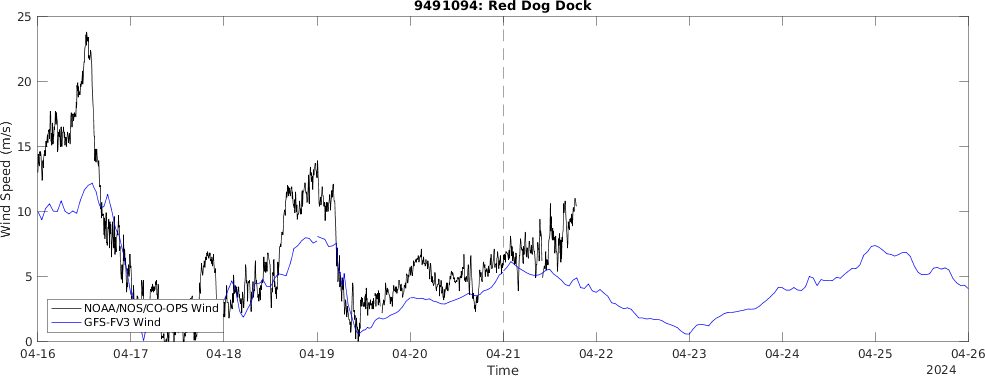 9491094: Red Dog Dock
Wind Speed (m/s)
25
20
15
10
5
0
NOAA/NOS/CO-OPS Wind
GFS-FV3 Wind
04-16 04-17 04-18 04-19 04-20 04-21 04-22 04-23 04-24 04-25 04-26
Time
2024